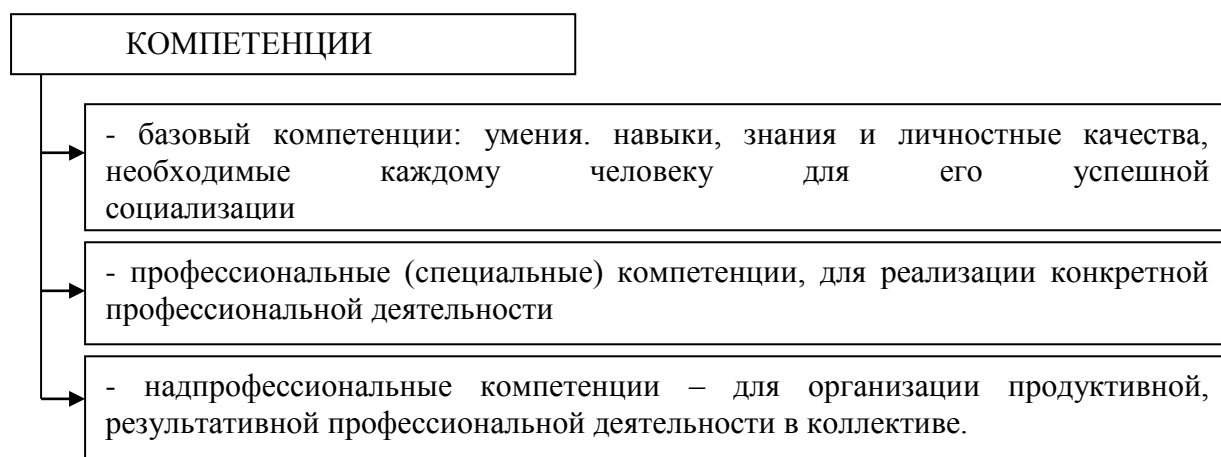 КОМПЕТЕНЦИИ
- базовый компетенции: умения. навыки, знания и личностные качества,
необходимые каждому человеку для его успешной
социализации
- профессиональные (специальные) компетенции, для реализации конкретной
профессиональной деятельности
- надпрофессиональные компетенции – для организации продуктивной,
результативной профессиональной деятельности в коллективе.